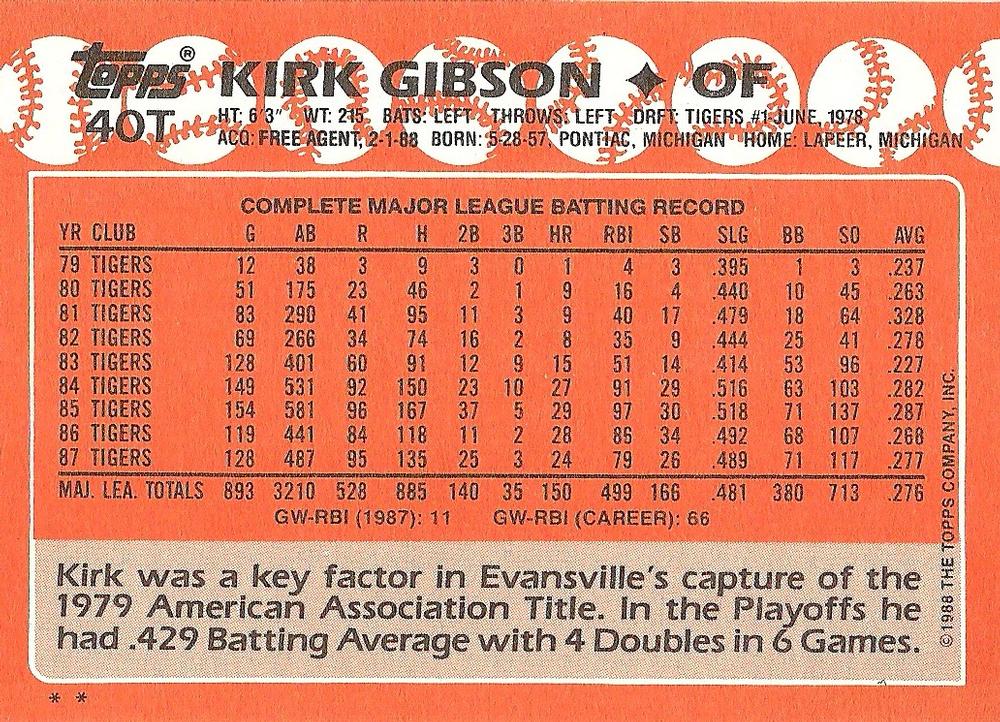 topps® KIRK GIBSON ✦ OF
40T HT: 6'3" WT: 215 BATS: LEFT THROWS: LEFT DRFT: TIGERS #1-JUNE, 1978
ACQ: FREE AGENT, 2-1-88 BORN: 5-28-57, PONTIAC, MICHIGAN HOME: LAPEER, MICHIGAN
COMPLETE MAJOR LEAGUE BATTING RECORD
YR CLUB G AB R H 2B 3B HR RBI SB SLG BB SO AVG
79 TIGERS 12 38 3 9 3 0 1 4 3 .395 1 3 .237
80 TIGERS 51 175 23 46 2 1 9 16 4 .440 10 45 .263
81 TIGERS 83 290 41 95 11 3 9 40 17 .479 18 64 .328
82 TIGERS 69 266 34 74 16 2 8 35 9 .444 25 41 .278
83 TIGERS 128 401 60 91 12 9 15 51 14 .414 53 96 .227
84 TIGERS 149 531 92 150 23 10 27 91 29 .516 63 103 .282
85 TIGERS 154 581 96 167 37 5 29 97 30 .518 71 137 .287
86 TIGERS 119 441 84 118 11 2 28 86 34 .492 68 107 .268
87 TIGERS 128 487 95 135 25 3 24 79 26 .489 71 117 .277
MAJ. LEA. TOTALS 893 3210 528 885 140 35 150 499 166 .481 380 713 .276
GW-RBI (1987): 11 GW-RBI (CAREER): 66
Kirk was a key factor in Evansville's capture of the
1979 American Association Title. In the Playoffs he
had .429 Batting Average with 4 Doubles in 6 Games.
©1988 THE TOPPS COMPANY, INC.
* *